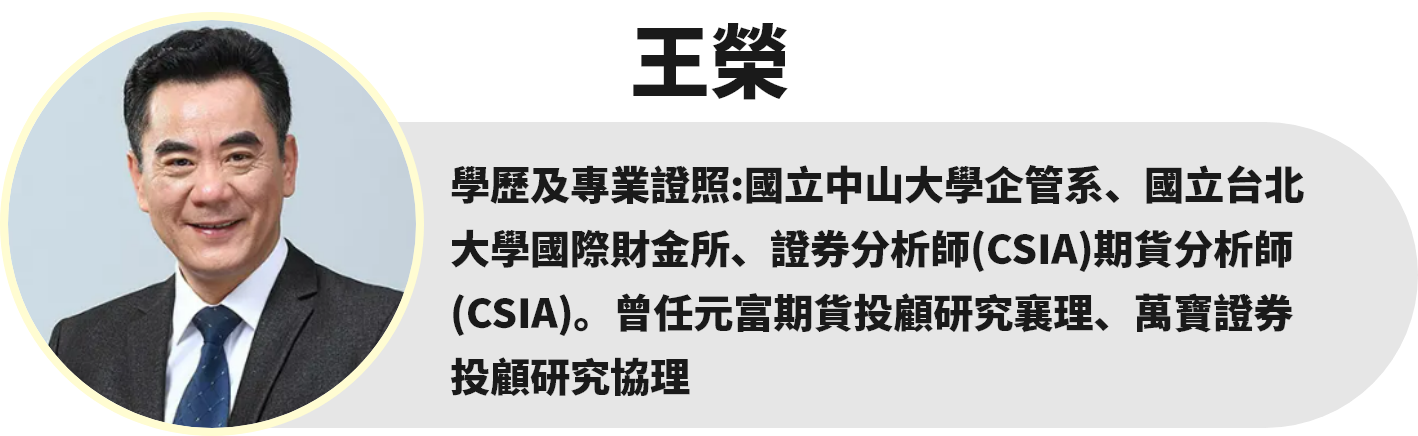 王榮
學歷及專業證照:國立中山大學企管系、國立台北
大學國際財金所、證券分析師(CSIA)期貨分析師
(CSIA)。曾任元富期貨投顧研究襄理、萬寶證券
投顧研究協理